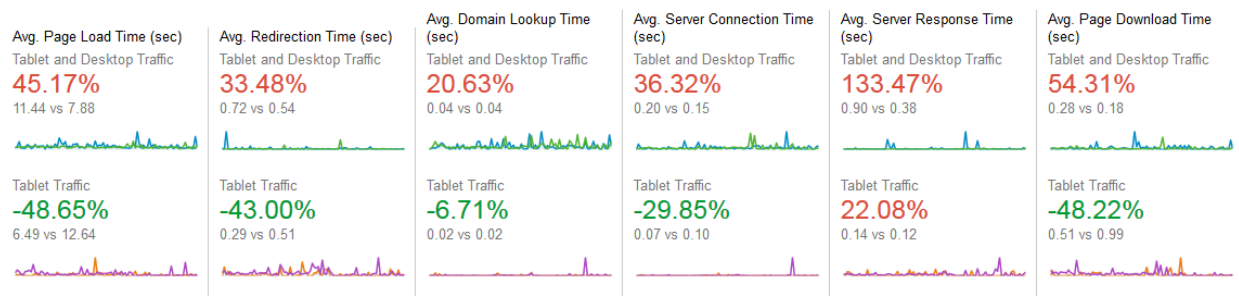 Avg. Page Load Time (sec)
Tablet and Desktop Traffic
45.17%
11.44 vs 7.88
Tablet Traffic
-48.65%
6.49 vs 12.64
Avg. Redirection Time (sec)
Tablet and Desktop Traffic
33.48%
0.72 vs 0.54
Tablet Traffic
-43.00%
0.29 vs 0.51
Avg. Domain Lookup Time
(sec)
Tablet and Desktop Traffic
20.63%
0.04 vs 0.04
Tablet Traffic
-6.71%
0.02 vs 0.02
Avg. Server Connection Time
(sec)
Tablet and Desktop Traffic
36.32%
0.20 vs 0.15
Tablet Traffic
-29.85%
0.07 vs 0.10
Avg. Server Response Time
(sec)
Tablet and Desktop Traffic
133.47%
0.90 vs 0.38
Tablet Traffic
22.08%
0.14 vs 0.12
Avg. Page Download Time
(sec)
Tablet and Desktop Traffic
54.31%
0.28 vs 0.18
Tablet Traffic
-48.22%
0.51 vs 0.99